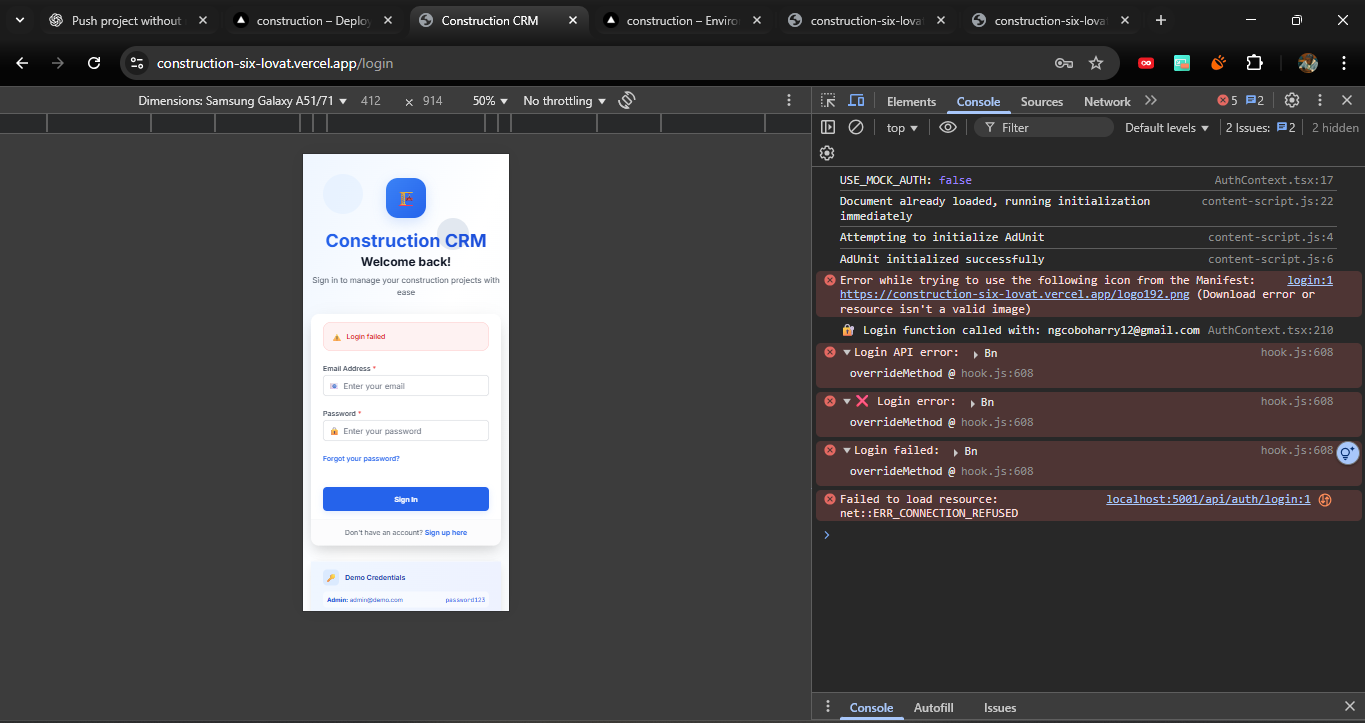 Push project without
construction – Deploy
Construction CRM
construction – Enviro
construction-six-lovat
construction-six-lovat
construction-six-lovat.vercel.app/login
Dimensions: Samsung Galaxy A51/71 412 × 914 50% No throttling
Elements Console Sources Network 5 2
top Filter Default levels 2 Issues: 2 2 hidden
Construction CRM
Welcome back!
Sign in to manage your construction projects with
ease
Login failed
Email Address *
Enter your email
Password *
Enter your password
Forgot your password?
Sign In
Don't have an account? Sign up here
Demo Credentials
Admin: admin@demo.com password123
USE_MOCK_AUTH: false AuthContext.tsx:17
Document already loaded, running initialization content-script.js:22
immediately
Attempting to initialize AdUnit content-script.js:4
AdUnit initialized successfully content-script.js:6
Error while trying to use the following icon from the Manifest: login:1
https://construction-six-lovat.vercel.app/logo192.png (Download error or
resource isn't a valid image)
Login function called with: ngcoboharry12@gmail.com AuthContext.tsx:210
Login API error: Bn hook.js:608
overrideMethod @ hook.js:608
Login error: Bn hook.js:608
overrideMethod @ hook.js:608
Login failed: Bn hook.js:608
overrideMethod @ hook.js:608
Failed to load resource: localhost:5001/api/auth/login:1
net::ERR_CONNECTION_REFUSED
Console Autofill Issues